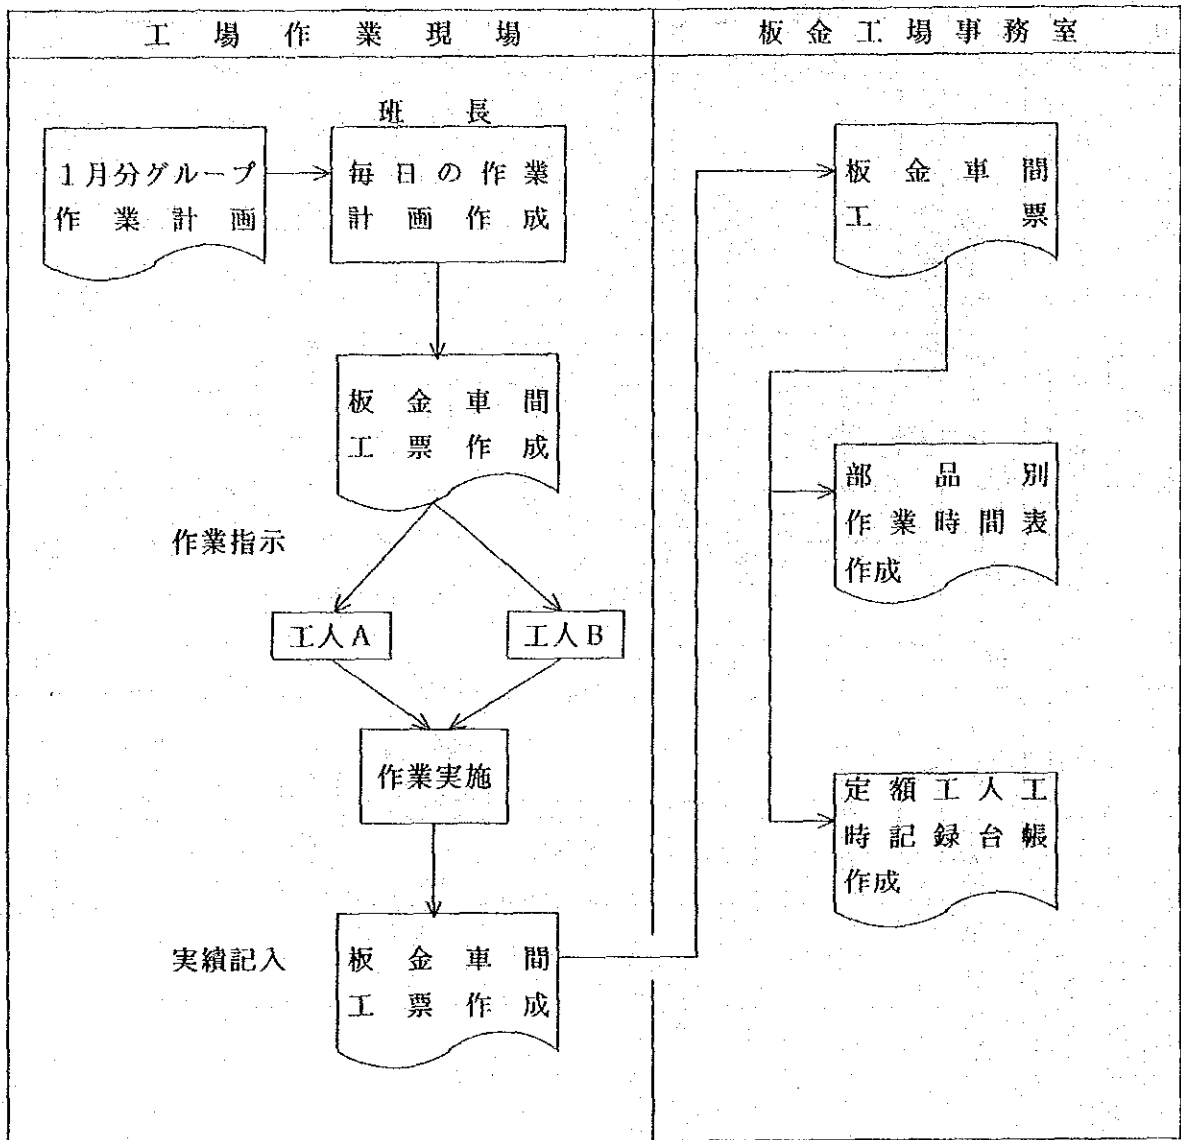 工場作業現場
板金工場事務室
班長
1月分グループ
作業計画
毎日の作業
計画作成
板金車間
工票作成
作業指示
工人A
工人B
作業実施
実績記入
板金車間
工票作成
板金車間
工票
部品別
作業時間表
作成
定額工人工
時記録台帳
作成